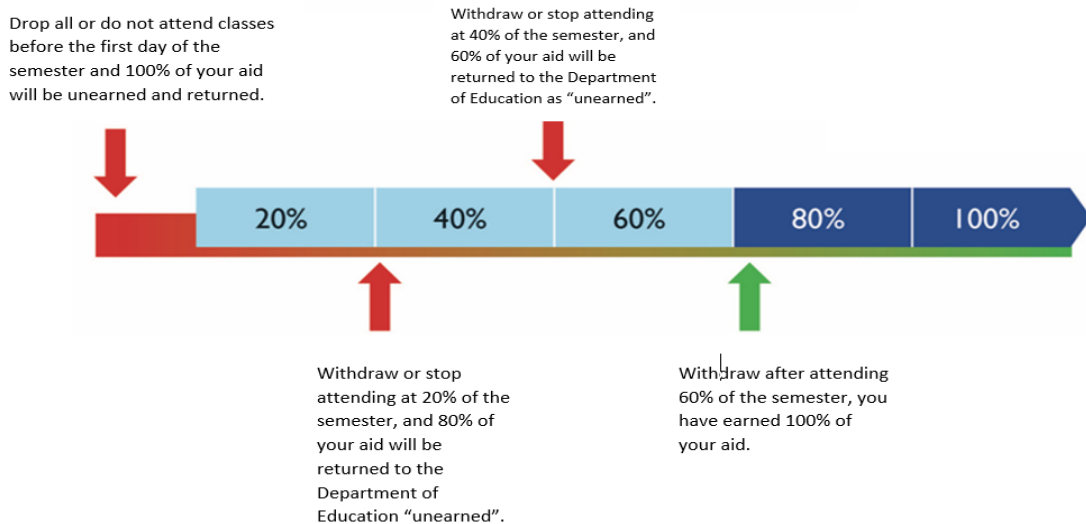 Drop all or do not attend classes
before the first day of the
semester and 100% of your aid
will be unearned and returned.
Withdraw or stop attending
at 40% of the semester, and
60% of your aid will be
returned to the Department
of Education as “unearned”.
20%
40%
60%
80%
100%
Withdraw or stop
attending at 20% of the
semester, and 80% of
your aid will be
returned to the
Department of
Education “unearned”.
Withdraw after attending
60% of the semester, you
have earned 100% of
your aid.